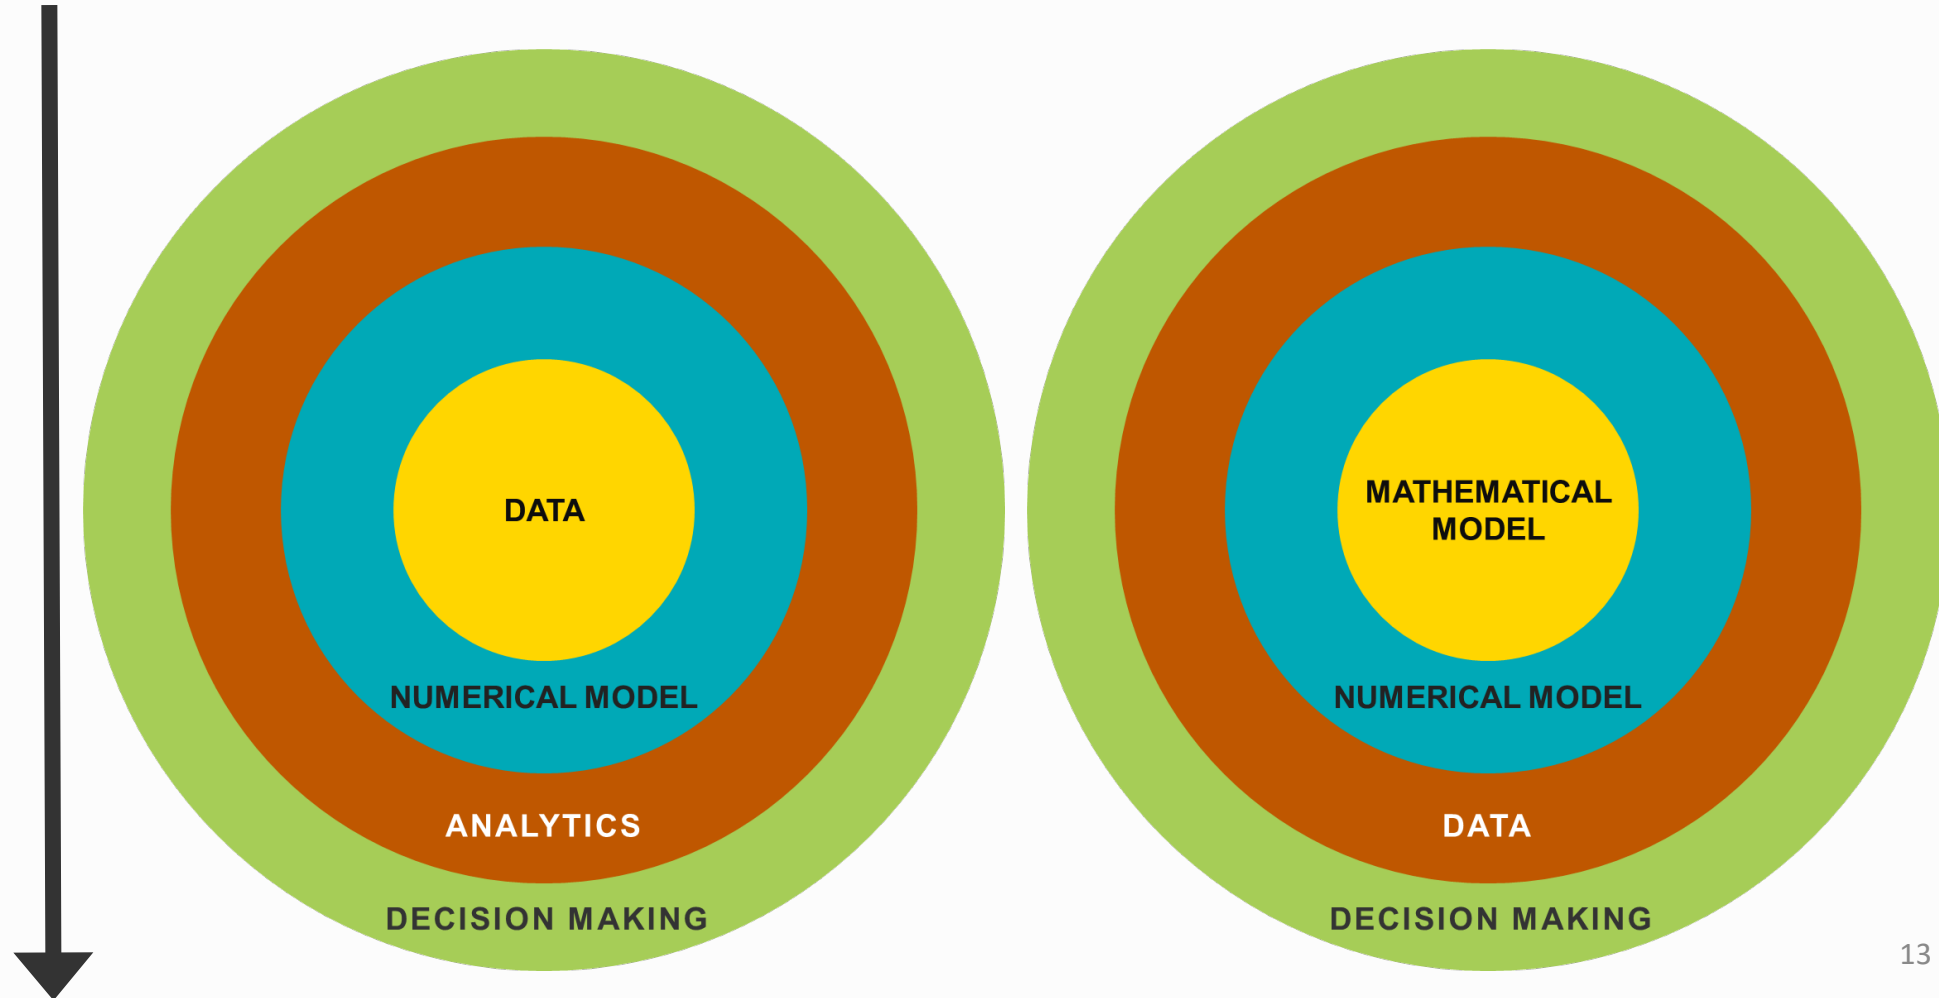 DATA
NUMERICAL MODEL
ANALYTICS
DECISION MAKING
MATHEMATICAL
MODEL
NUMERICAL MODEL
DATA
DECISION MAKING
13